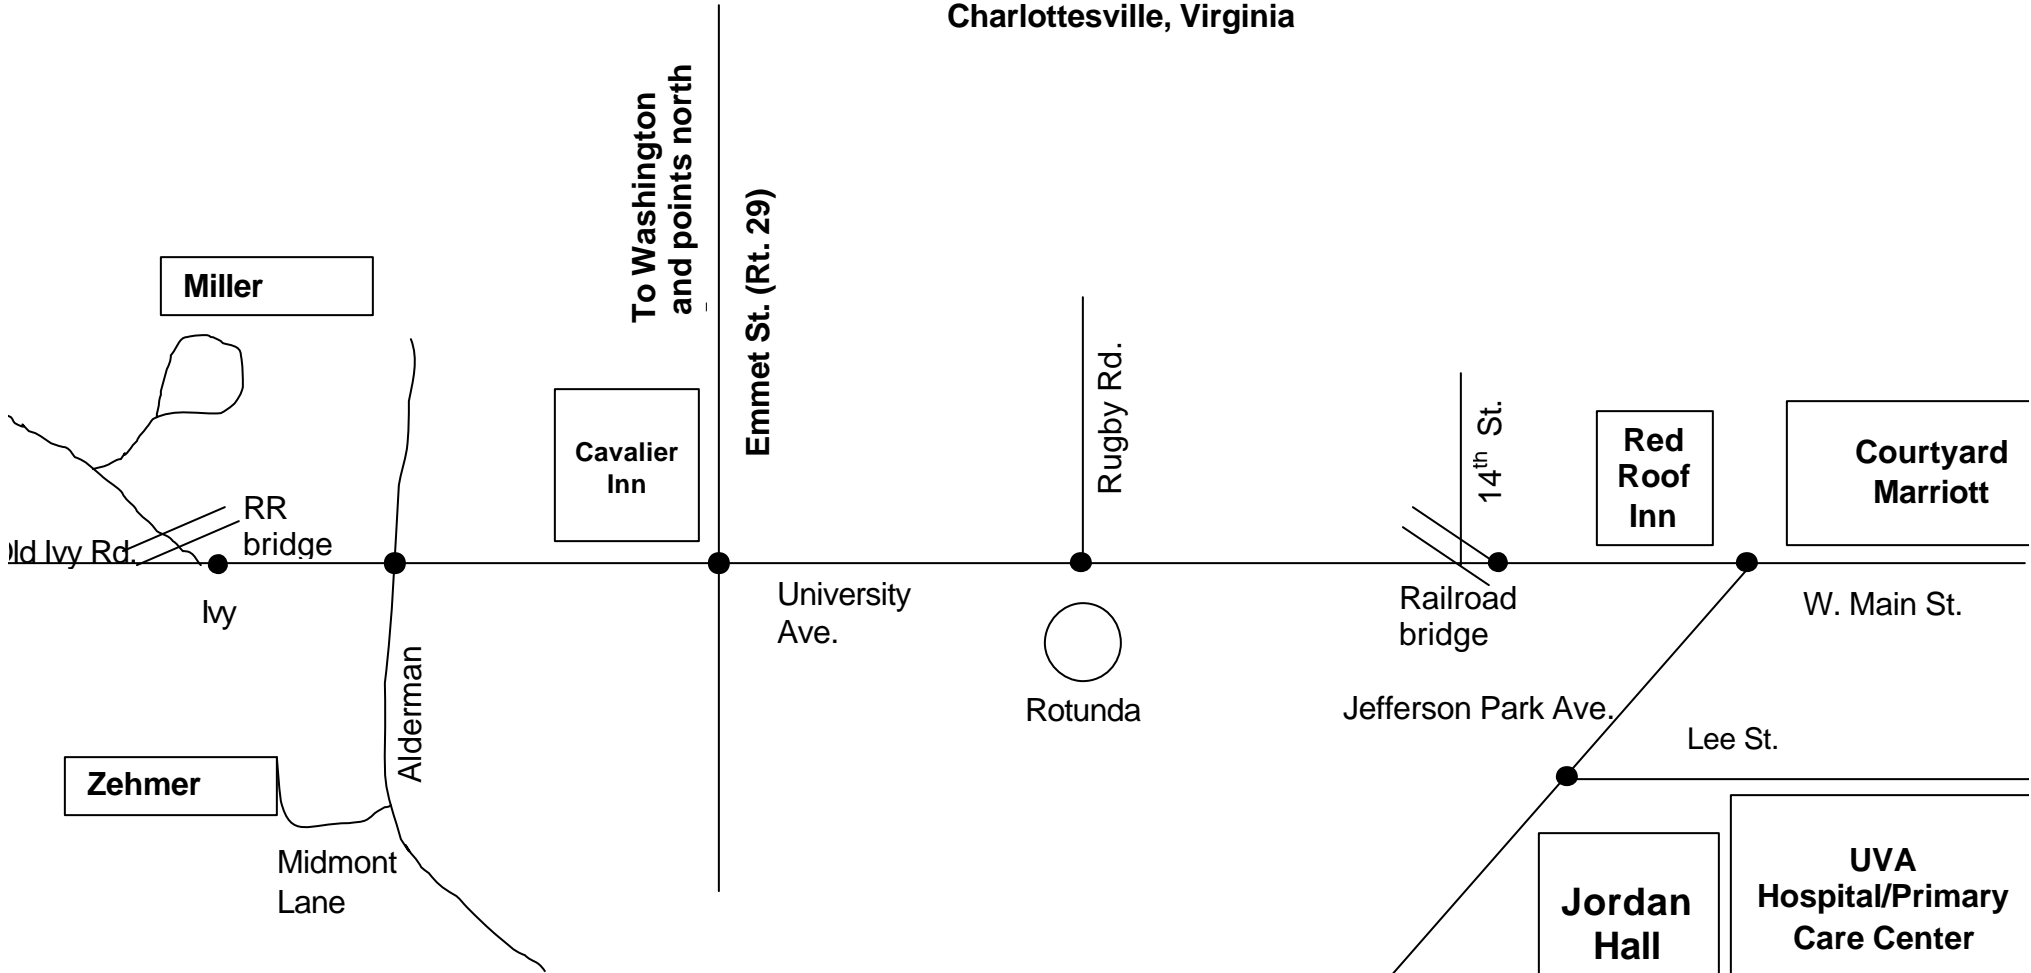 Charlottesville, Virginia
To Washington
and points north
Emmet St. (Rt. 29)
Miller
Cavalier
Inn
Rugby Rd.
14th St.
Red
Roof
Inn
Courtyard
Marriott
RR
bridge
ld Ivy Rd.
Ivy
University
Ave.
Railroad
bridge
W. Main St.
Alderman
Rotunda
Jefferson Park Ave.
Lee St.
Zehmer
Midmont
Lane
Jordan
Hall
UVA
Hospital/Primary
Care Center